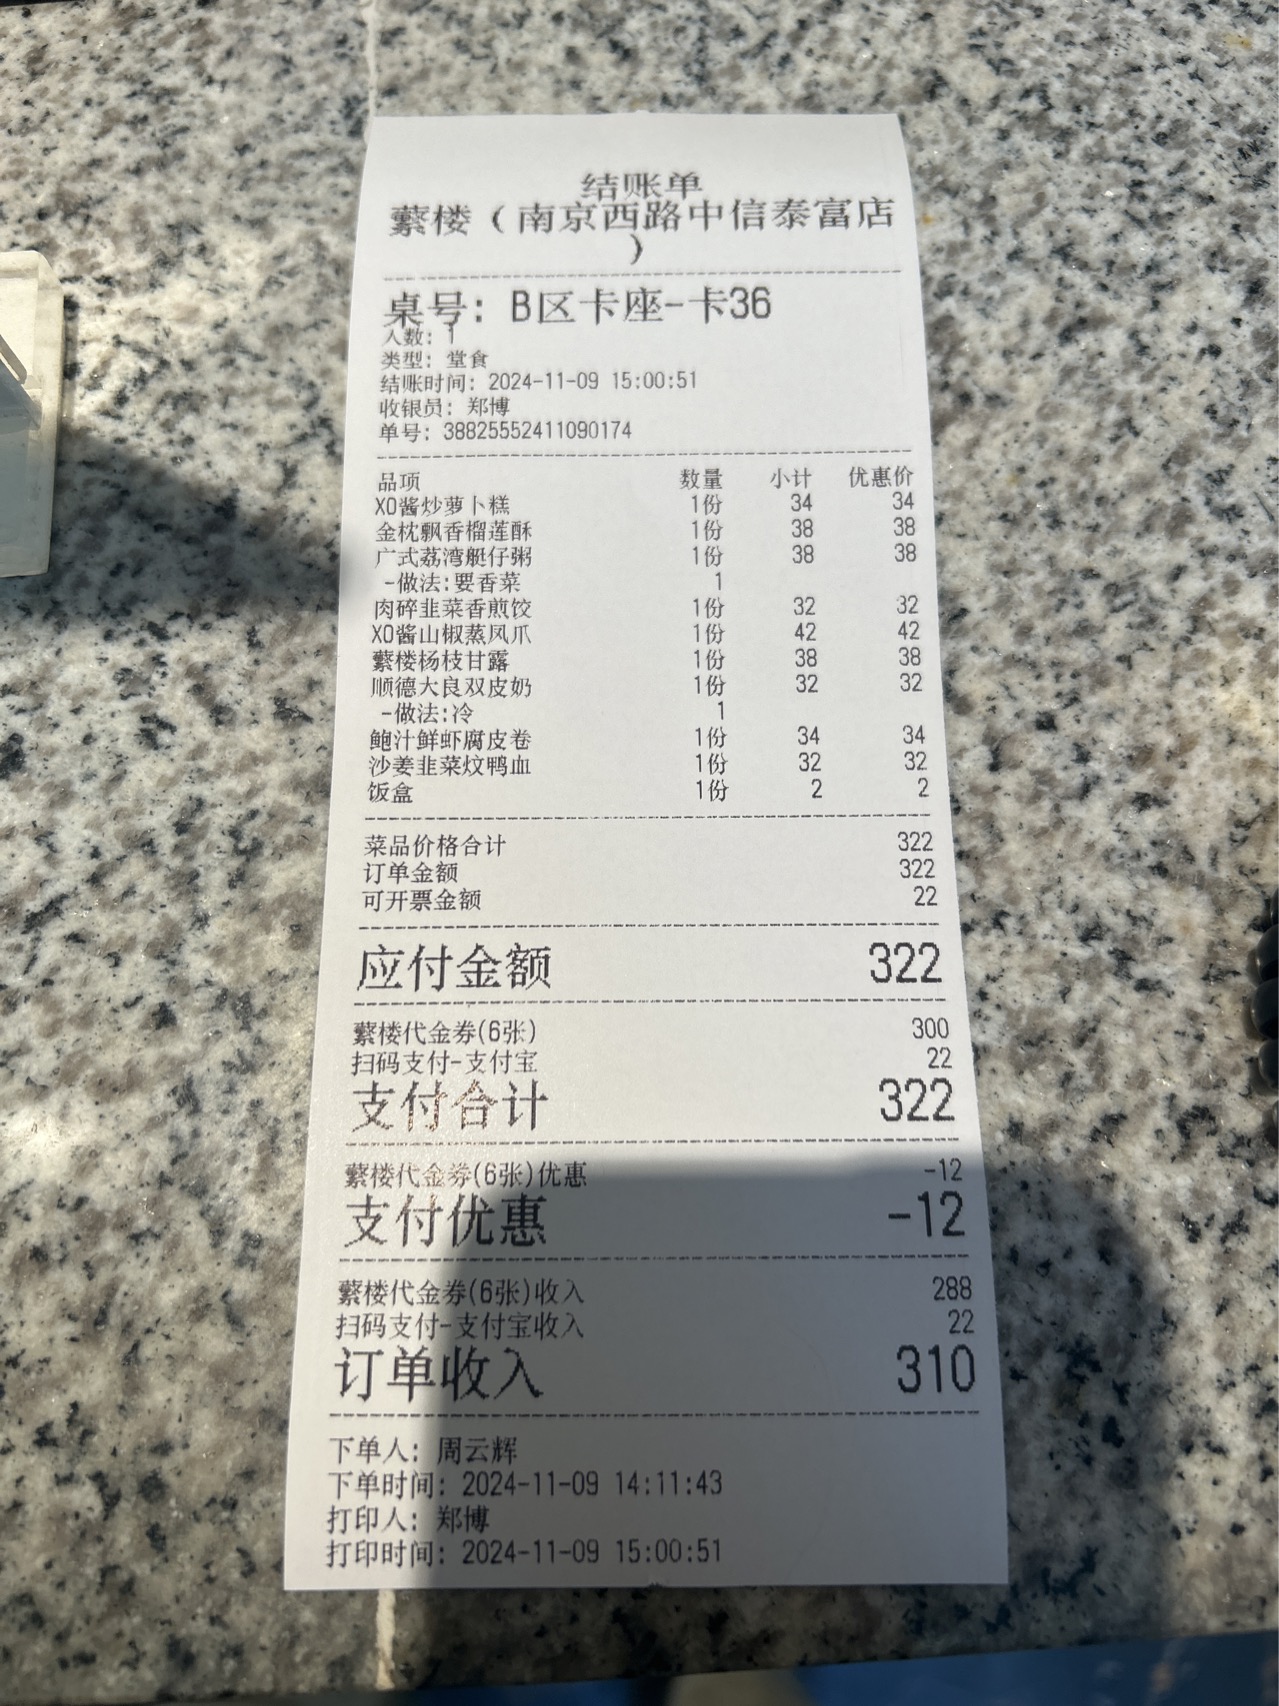 结账单
蘩楼（南京西路中信泰富店
）
桌号：B区卡座-卡36
人数：1
类型：堂食
结账时间：2024-11-09 15:00:51
收银员：郑博
单号：38825552411090174
品项 数量 小计 优惠价
XO酱炒萝卜糕 1份 34 34
金枕飘香榴莲酥 1份 38 38
广式荔湾艇仔粥 1份 38 38
-做法:要香菜 1
肉碎韭菜香煎饺 1份 32 32
XO酱山椒蒸凤爪 1份 42 42
蘩楼杨枝甘露 1份 38 38
顺德大良双皮奶 1份 32 32
-做法:冷 1
鲍汁鲜虾腐皮卷 1份 34 34
沙姜韭菜炆鸭血 1份 32 32
饭盒 1份 2 2
菜品价格合计 322
订单金额 322
可开票金额 22
应付金额 322
蘩楼代金券(6张) 300
扫码支付-支付宝 22
支付合计 322
蘩楼代金券(6张)优惠 -12
支付优惠 -12
蘩楼代金券(6张)收入 288
扫码支付-支付宝收入 22
订单收入 310
下单人：周云辉
下单时间：2024-11-09 14:11:43
打印人：郑博
打印时间：2024-11-09 15:00:51